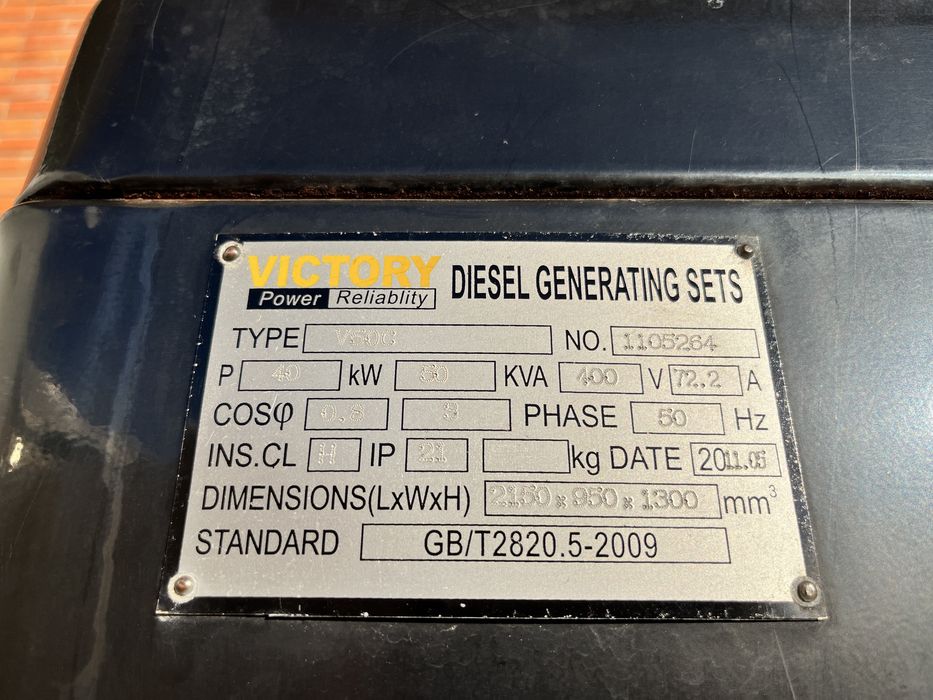 VICTORY
Power Reliablity
DIESEL GENERATING SETS
TYPE V50C NO. 1105264
P 40 kW 50 KVA 400 V 72.2 A
COSφ 0.8 3 PHASE 50 Hz
INS.CL H IP 21 kg DATE 2011.05
DIMENSIONS(LxWxH) 2150x950x1300 mm³
STANDARD GB/T2820.5-2009